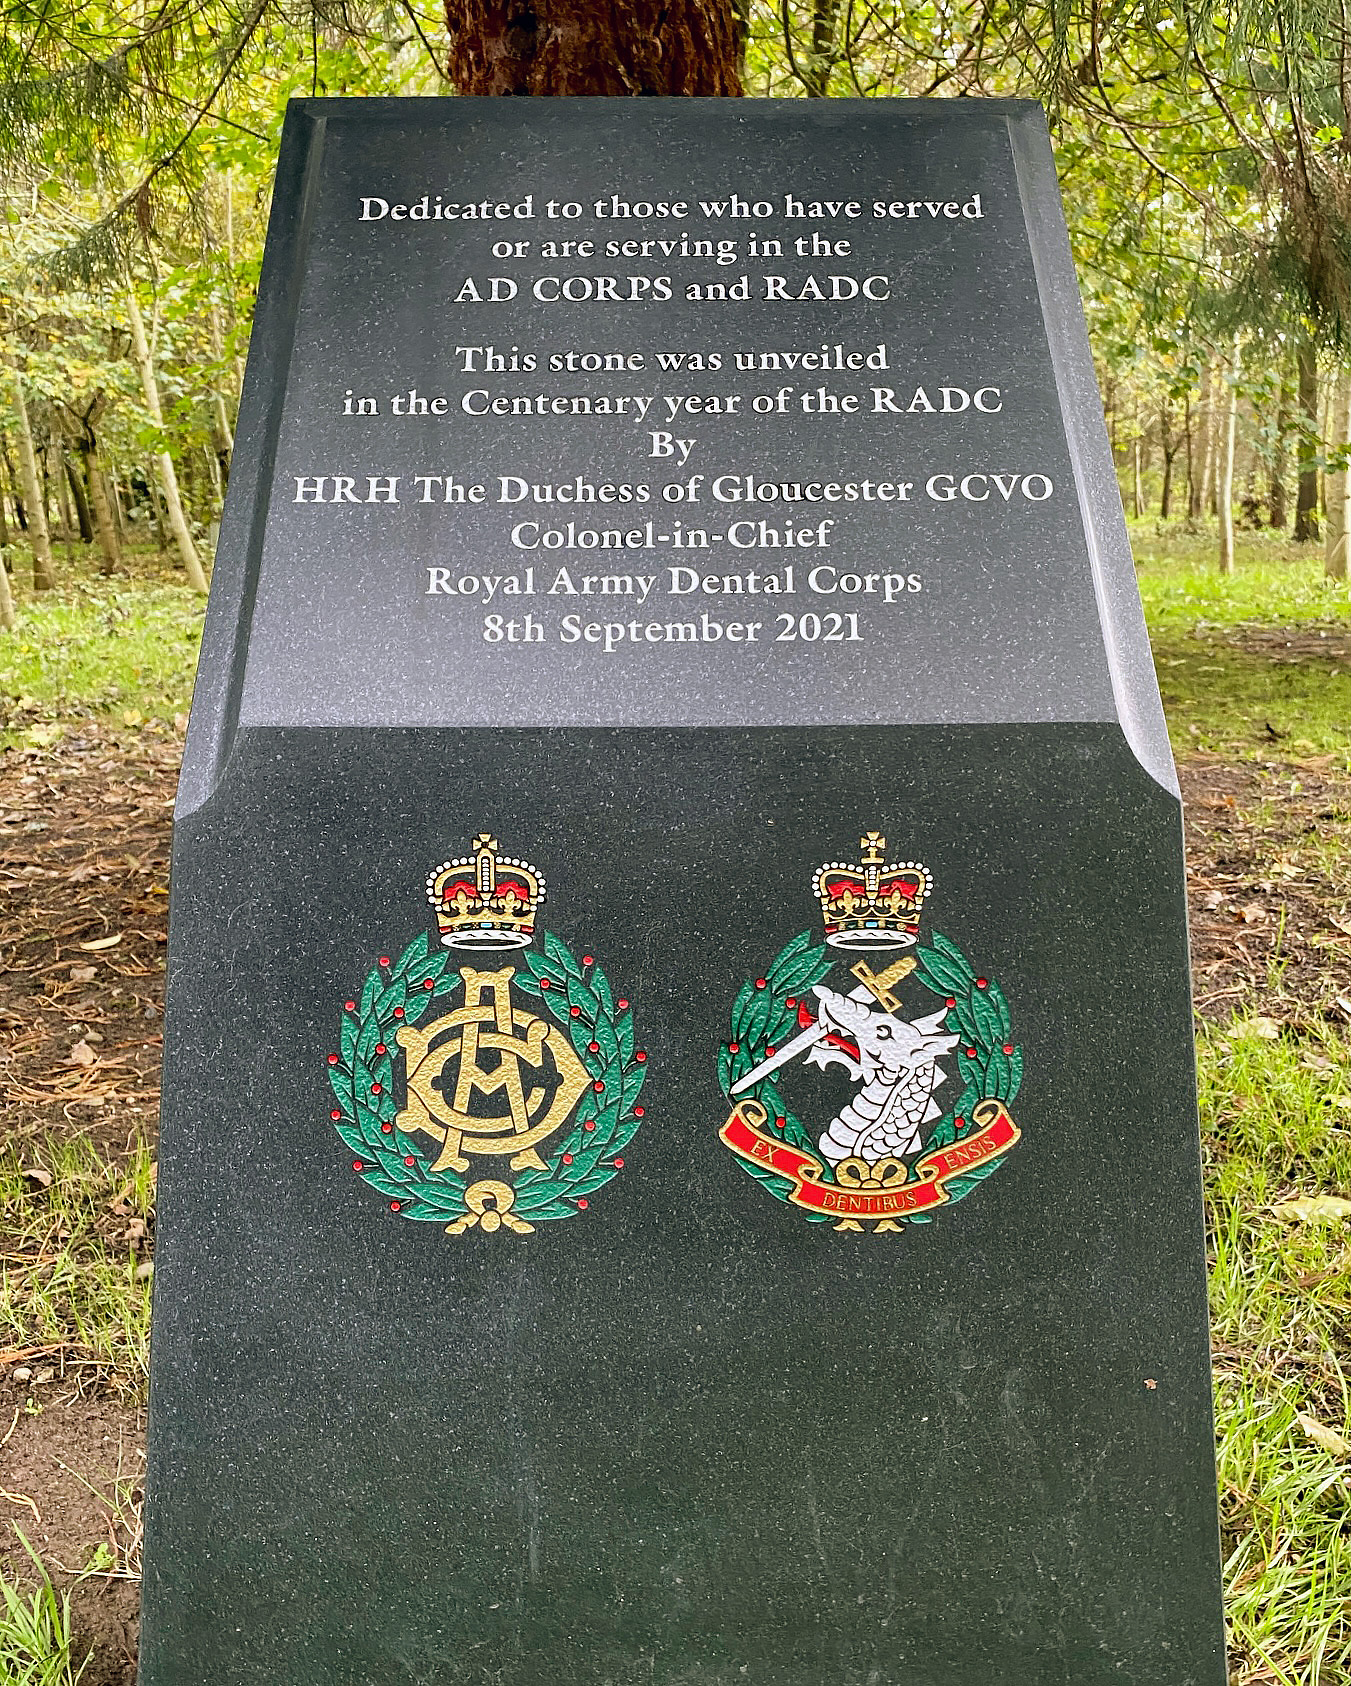 Dedicated to those who have served
or are serving in the
AD CORPS and RADC
This stone was unveiled
in the Centenary year of the RADC
By
HRH The Duchess of Gloucester GCVO
Colonel-in-Chief
Royal Army Dental Corps
8th September 2021
ADC
EX DENTIBUS ENSIS